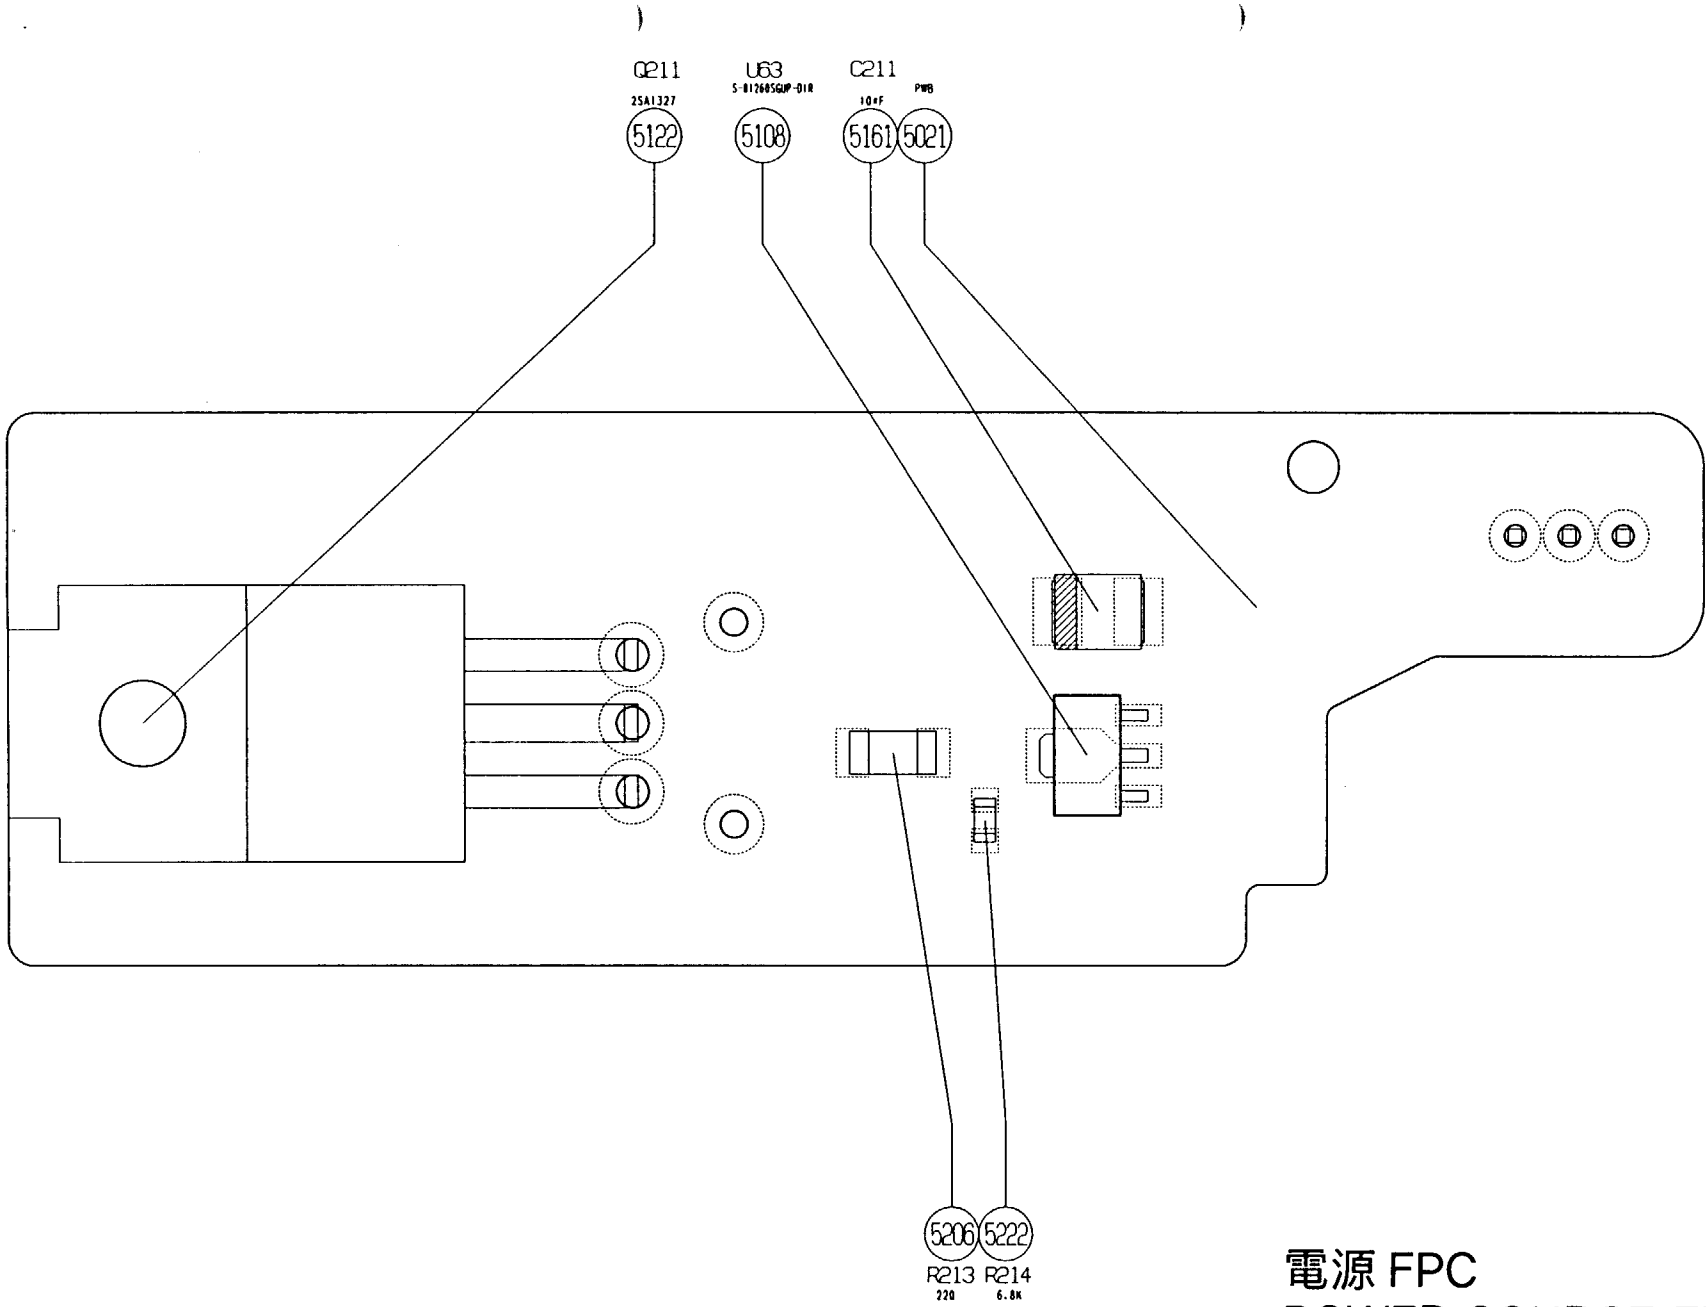 Q211 U63 C211
S-81260SGUP-DIR PWB
2SA1327 10μF
5122 5108 5161 5021
5206 5222
R213 R214
220 6.8K
電源 FPC